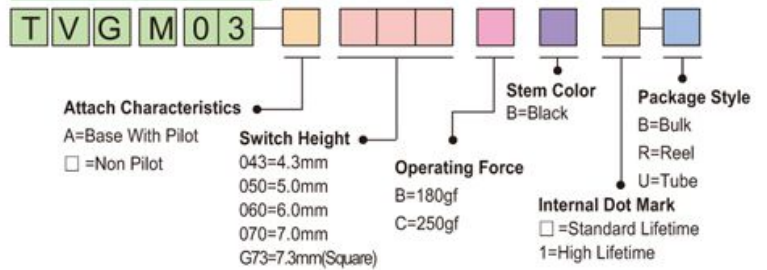 TVGM03-□□□□□□□-□
Attach Characteristics
A=Base With Pilot
□ =Non Pilot
Switch Height
043=4.3mm
050=5.0mm
060=6.0mm
070=7.0mm
G73=7.3mm(Square)
Operating Force
B=180gf
C=250gf
Stem Color
B=Black
Internal Dot Mark
□ =Standard Lifetime
1=High Lifetime
Package Style
B=Bulk
R=Reel
U=Tube